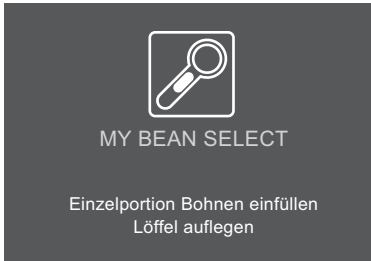 MY BEAN SELECT
Einzelportion Bohnen einfüllen
Löffel auflegen